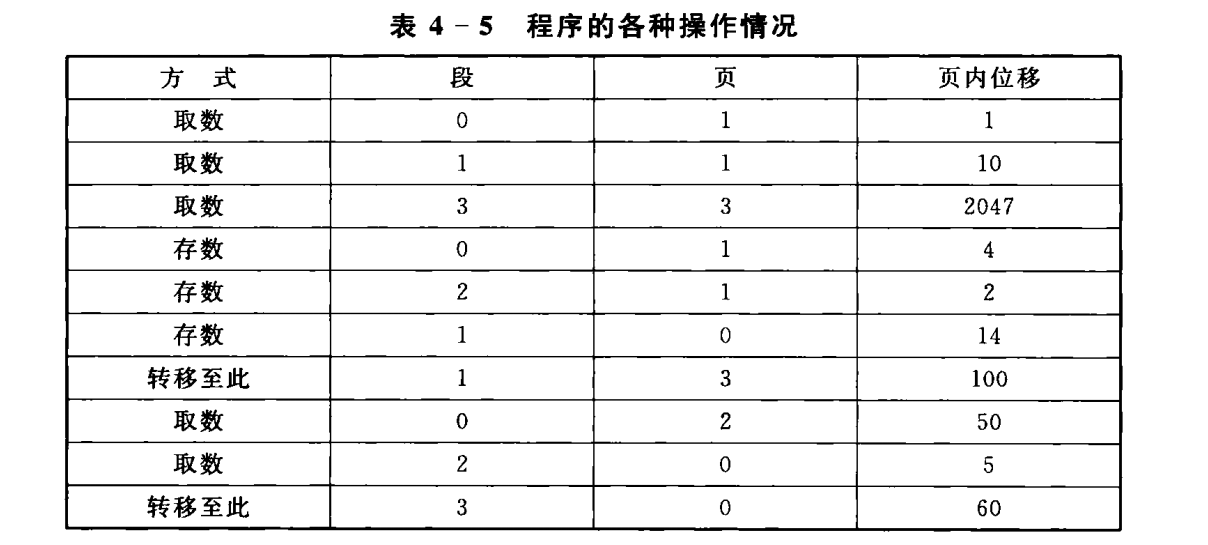 表 4-5 程序的各种操作情况
方 式 段 页 页内位移
取数 0 1 1
取数 1 1 10
取数 3 3 2047
存数 0 1 4
存数 2 1 2
存数 1 0 14
转移至此 1 3 100
取数 0 2 50
取数 2 0 5
转移至此 3 0 60